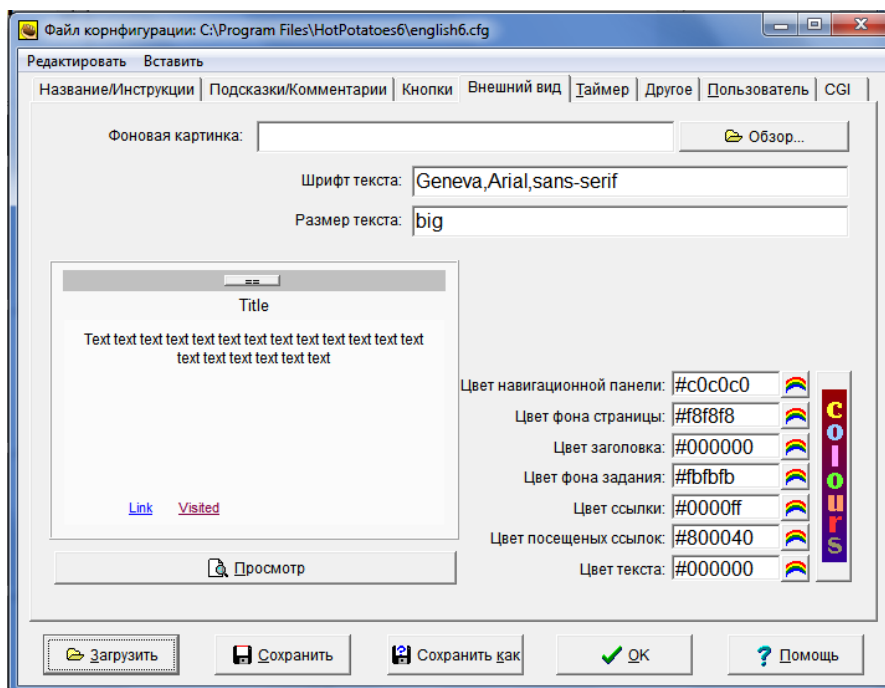 Файл корнфигурации: C:\Program Files\HotPotatoes6\english6.cfg
Редактировать Вставить
Название/Инструкции Подсказки/Комментарии Кнопки Внешний вид Таймер Другое Пользователь CGI
Фоновая картинка: Обзор...
Шрифт текста: Geneva,Arial,sans-serif
Размер текста: big
==
Title
Text text text text text text text text text text text text text
text text text text text text
Цвет навигационной панели: #c0c0c0
Цвет фона страницы: #f8f8f8
Цвет заголовка: #000000
Цвет фона задания: #fbfbfb
Цвет ссылки: #0000ff
Цвет посещеных ссылок: #800040
Цвет текста: #000000
colours
Link Visited
Просмотр
Загрузить Сохранить Сохранить как OK Помощь